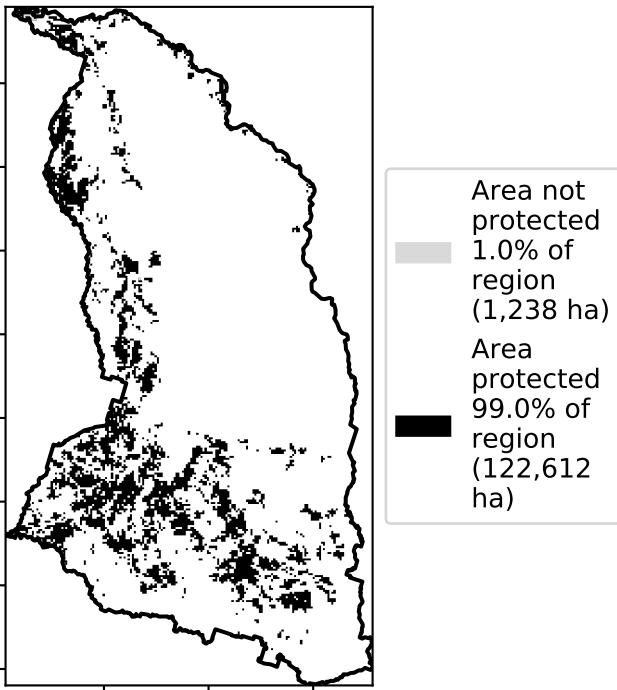 Area not
protected
1.0% of
region
(1,238 ha)
Area
protected
99.0% of
region
(122,612
ha)